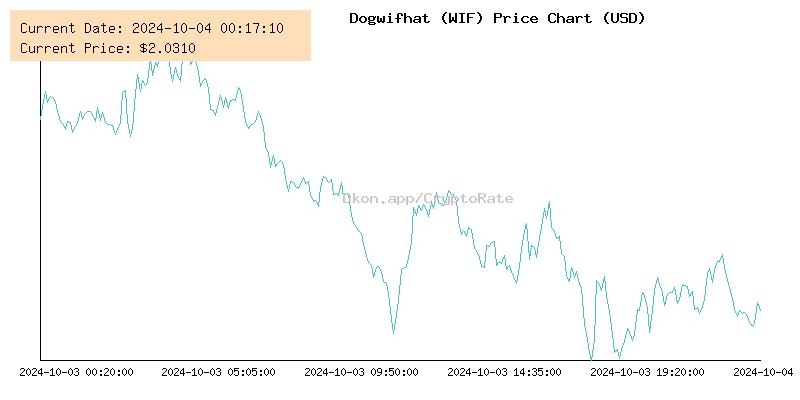 Dogwifhat (WIF) Price Chart (USD)
Current Date: 2024-10-04 00:17:10
Current Price: $2.0310
Dkon.app/CryptoRate
2024-10-03 00:20:00 2024-10-03 05:05:00 2024-10-03 09:50:00 2024-10-03 14:35:00 2024-10-03 19:20:00 2024-10-04